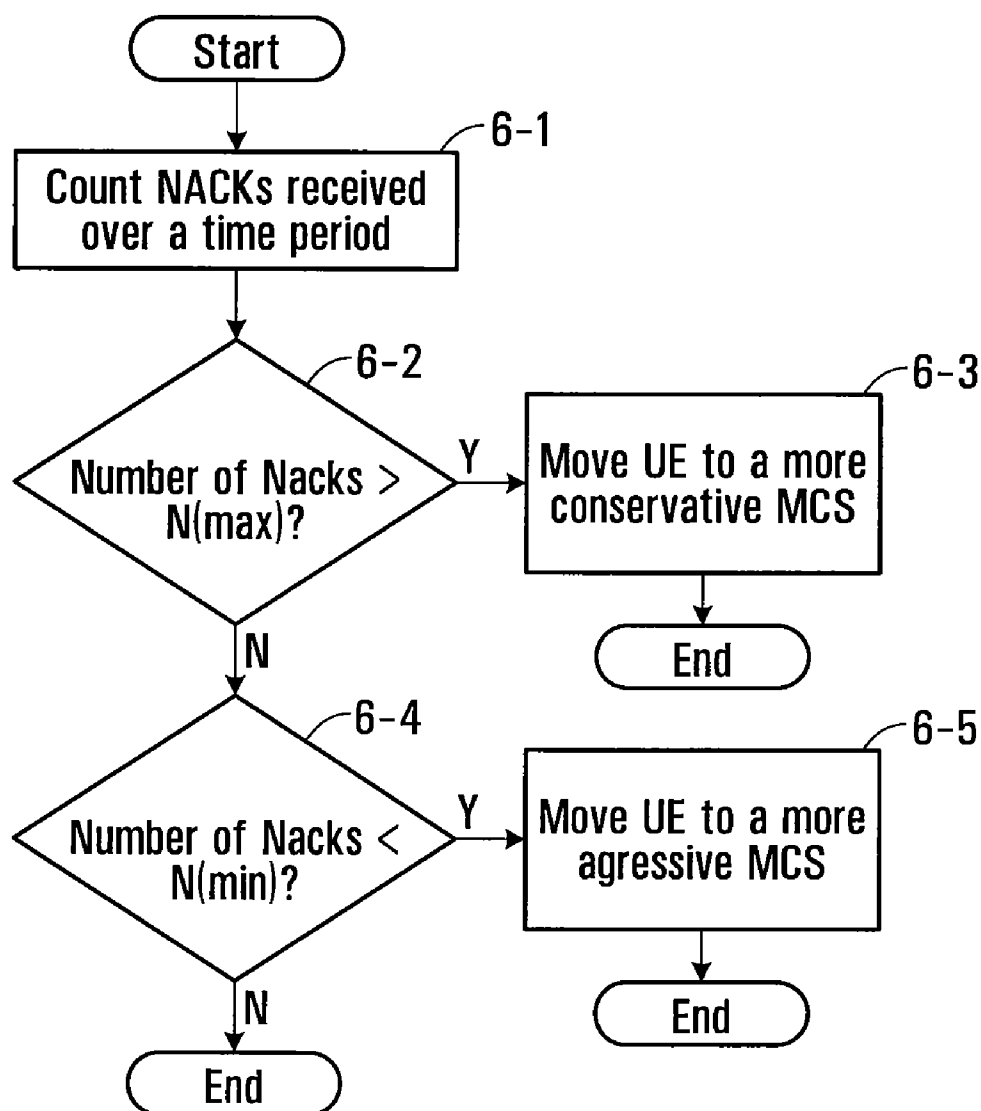 Start
6-1
Count NACKs received
over a time period
6-2
Number of Nacks >
N(max)?
Y
6-3
Move UE to a more
conservative MCS
End
N
6-4
Number of Nacks <
N(min)?
Y
6-5
Move UE to a more
agressive MCS
End
N
End